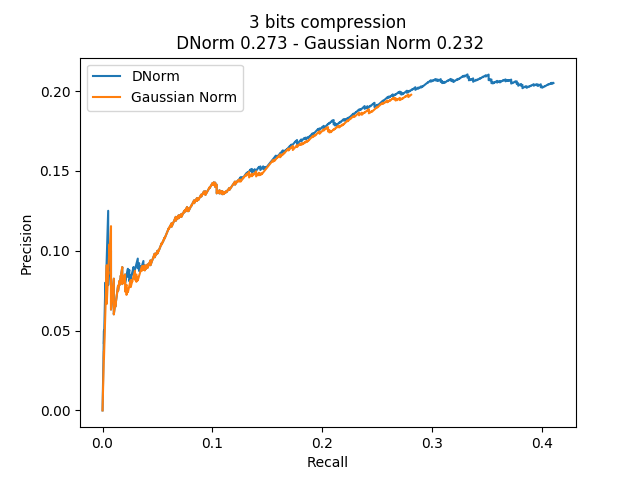 3 bits compression
DNorm 0.273 - Gaussian Norm 0.232
DNorm
Gaussian Norm
Precision
0.20
0.15
0.10
0.05
0.00
0.0 0.1 0.2 0.3 0.4
Recall